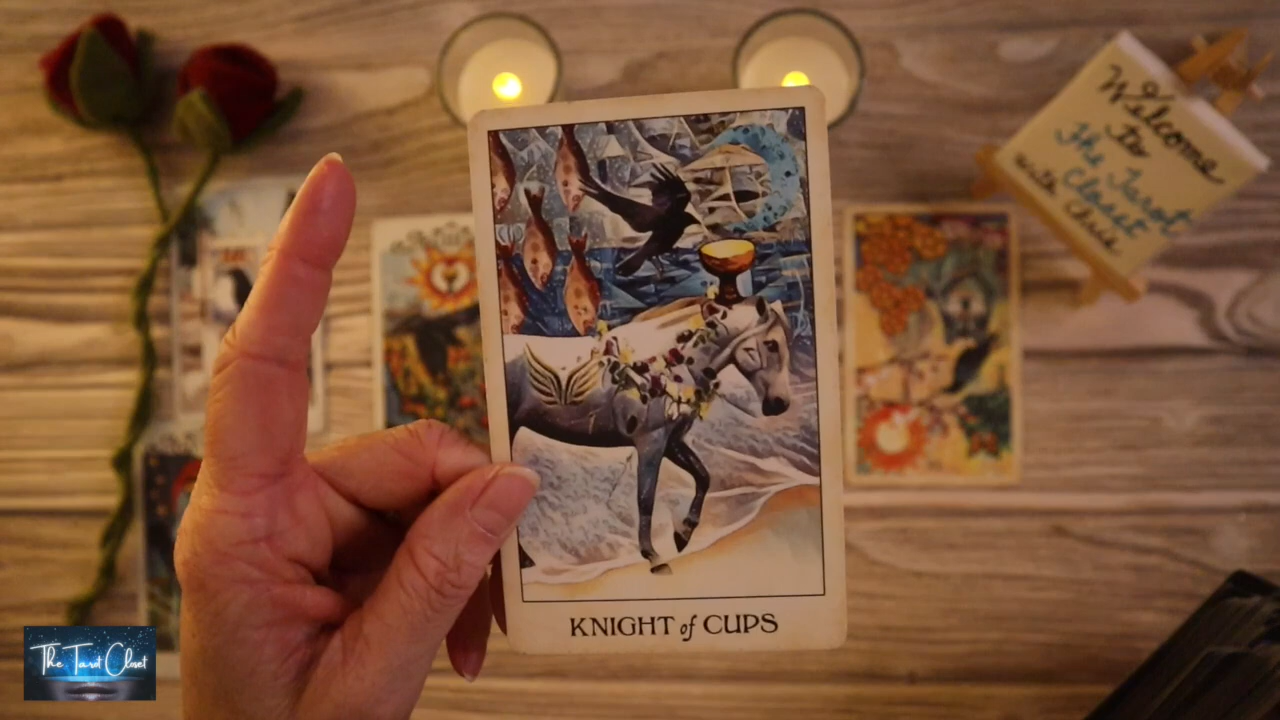 Welcome
to
The Tarot
Closet
with Chris
KNIGHT of CUPS
The Tarot Closet